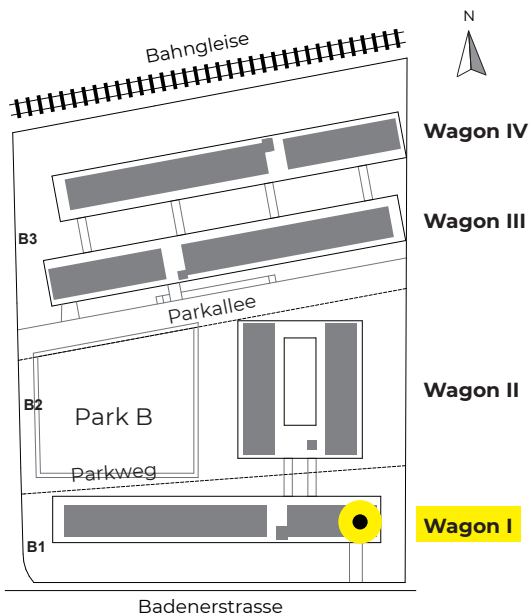 N
Bahngleise
Wagon IV
Wagon III
B3
Parkallee
Wagon II
B2
Park B
Parkweg
Wagon I
B1
Badenerstrasse